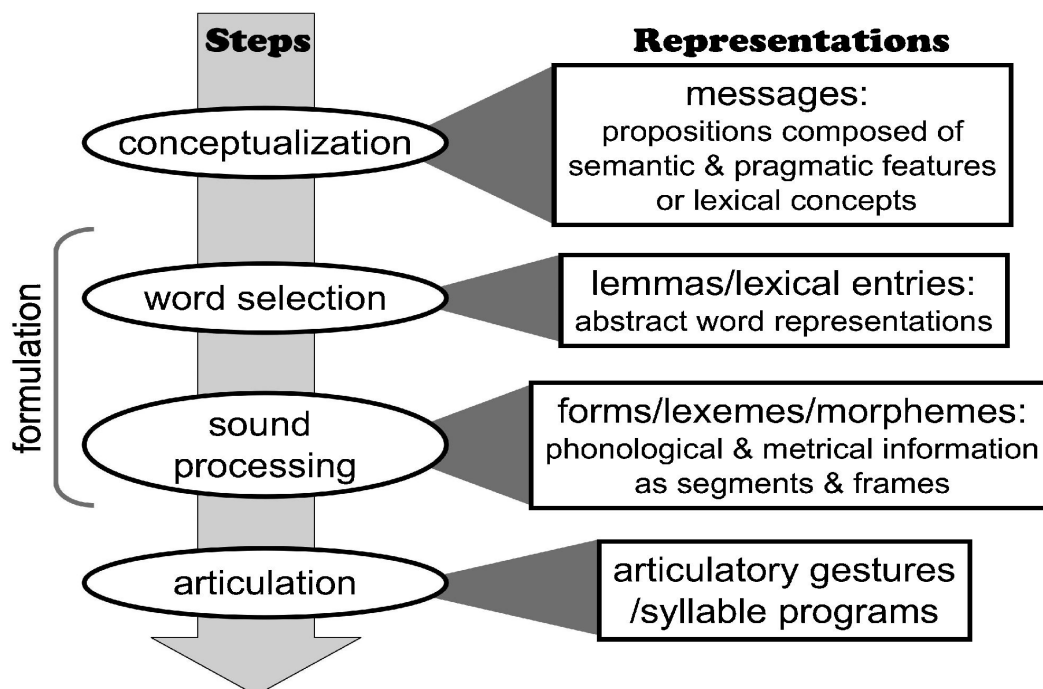 Steps
Representations
conceptualization
messages:
propositions composed of
semantic & pragmatic features
or lexical concepts
formulation
word selection
lemmas/lexical entries:
abstract word representations
sound
processing
forms/lexemes/morphemes:
phonological & metrical information
as segments & frames
articulation
articulatory gestures
/syllable programs